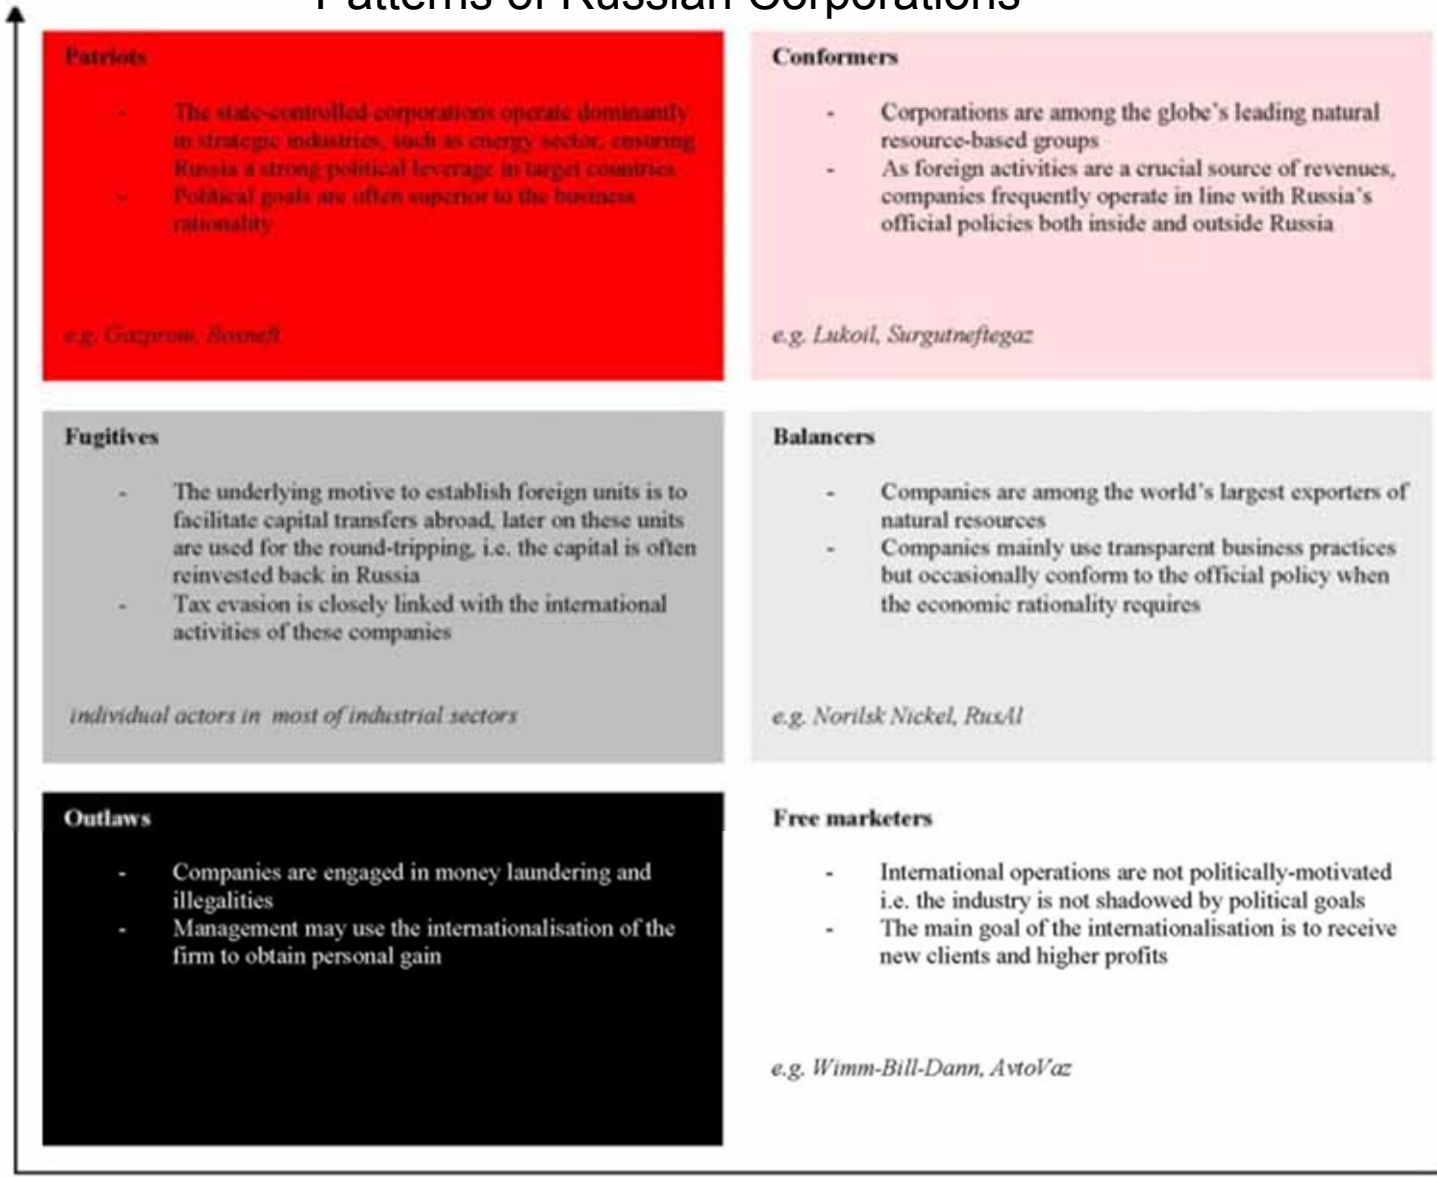 Patterns of Russian Corporations
Patriots
- The state-controlled corporations operate dominantly
in strategic industries, such as energy sector, ensuring
Russia a strong political leverage in target countries
- Political goals are often superior to the business
rationality
e.g. Gazprom, Rosneft
Conformers
- Corporations are among the globe's leading natural
resource-based groups
- As foreign activities are a crucial source of revenues,
companies frequently operate in line with Russia's
official policies both inside and outside Russia
e.g. Lukoil, Surgutneftegaz
Fugitives
- The underlying motive to establish foreign units is to
facilitate capital transfers abroad, later on these units
are used for the round-tripping, i.e. the capital is often
reinvested back in Russia
- Tax evasion is closely linked with the international
activities of these companies
individual actors in most of industrial sectors
Balancers
- Companies are among the world's largest exporters of
natural resources
- Companies mainly use transparent business practices
but occasionally conform to the official policy when
the economic rationality requires
e.g. Norilsk Nickel, RusAl
Outlaws
- Companies are engaged in money laundering and
illegalities
- Management may use the internationalisation of the
firm to obtain personal gain
Free marketers
- International operations are not politically-motivated
i.e. the industry is not shadowed by political goals
- The main goal of the internationalisation is to receive
new clients and higher profits
e.g. Wimm-Bill-Dann, AvtoVaz